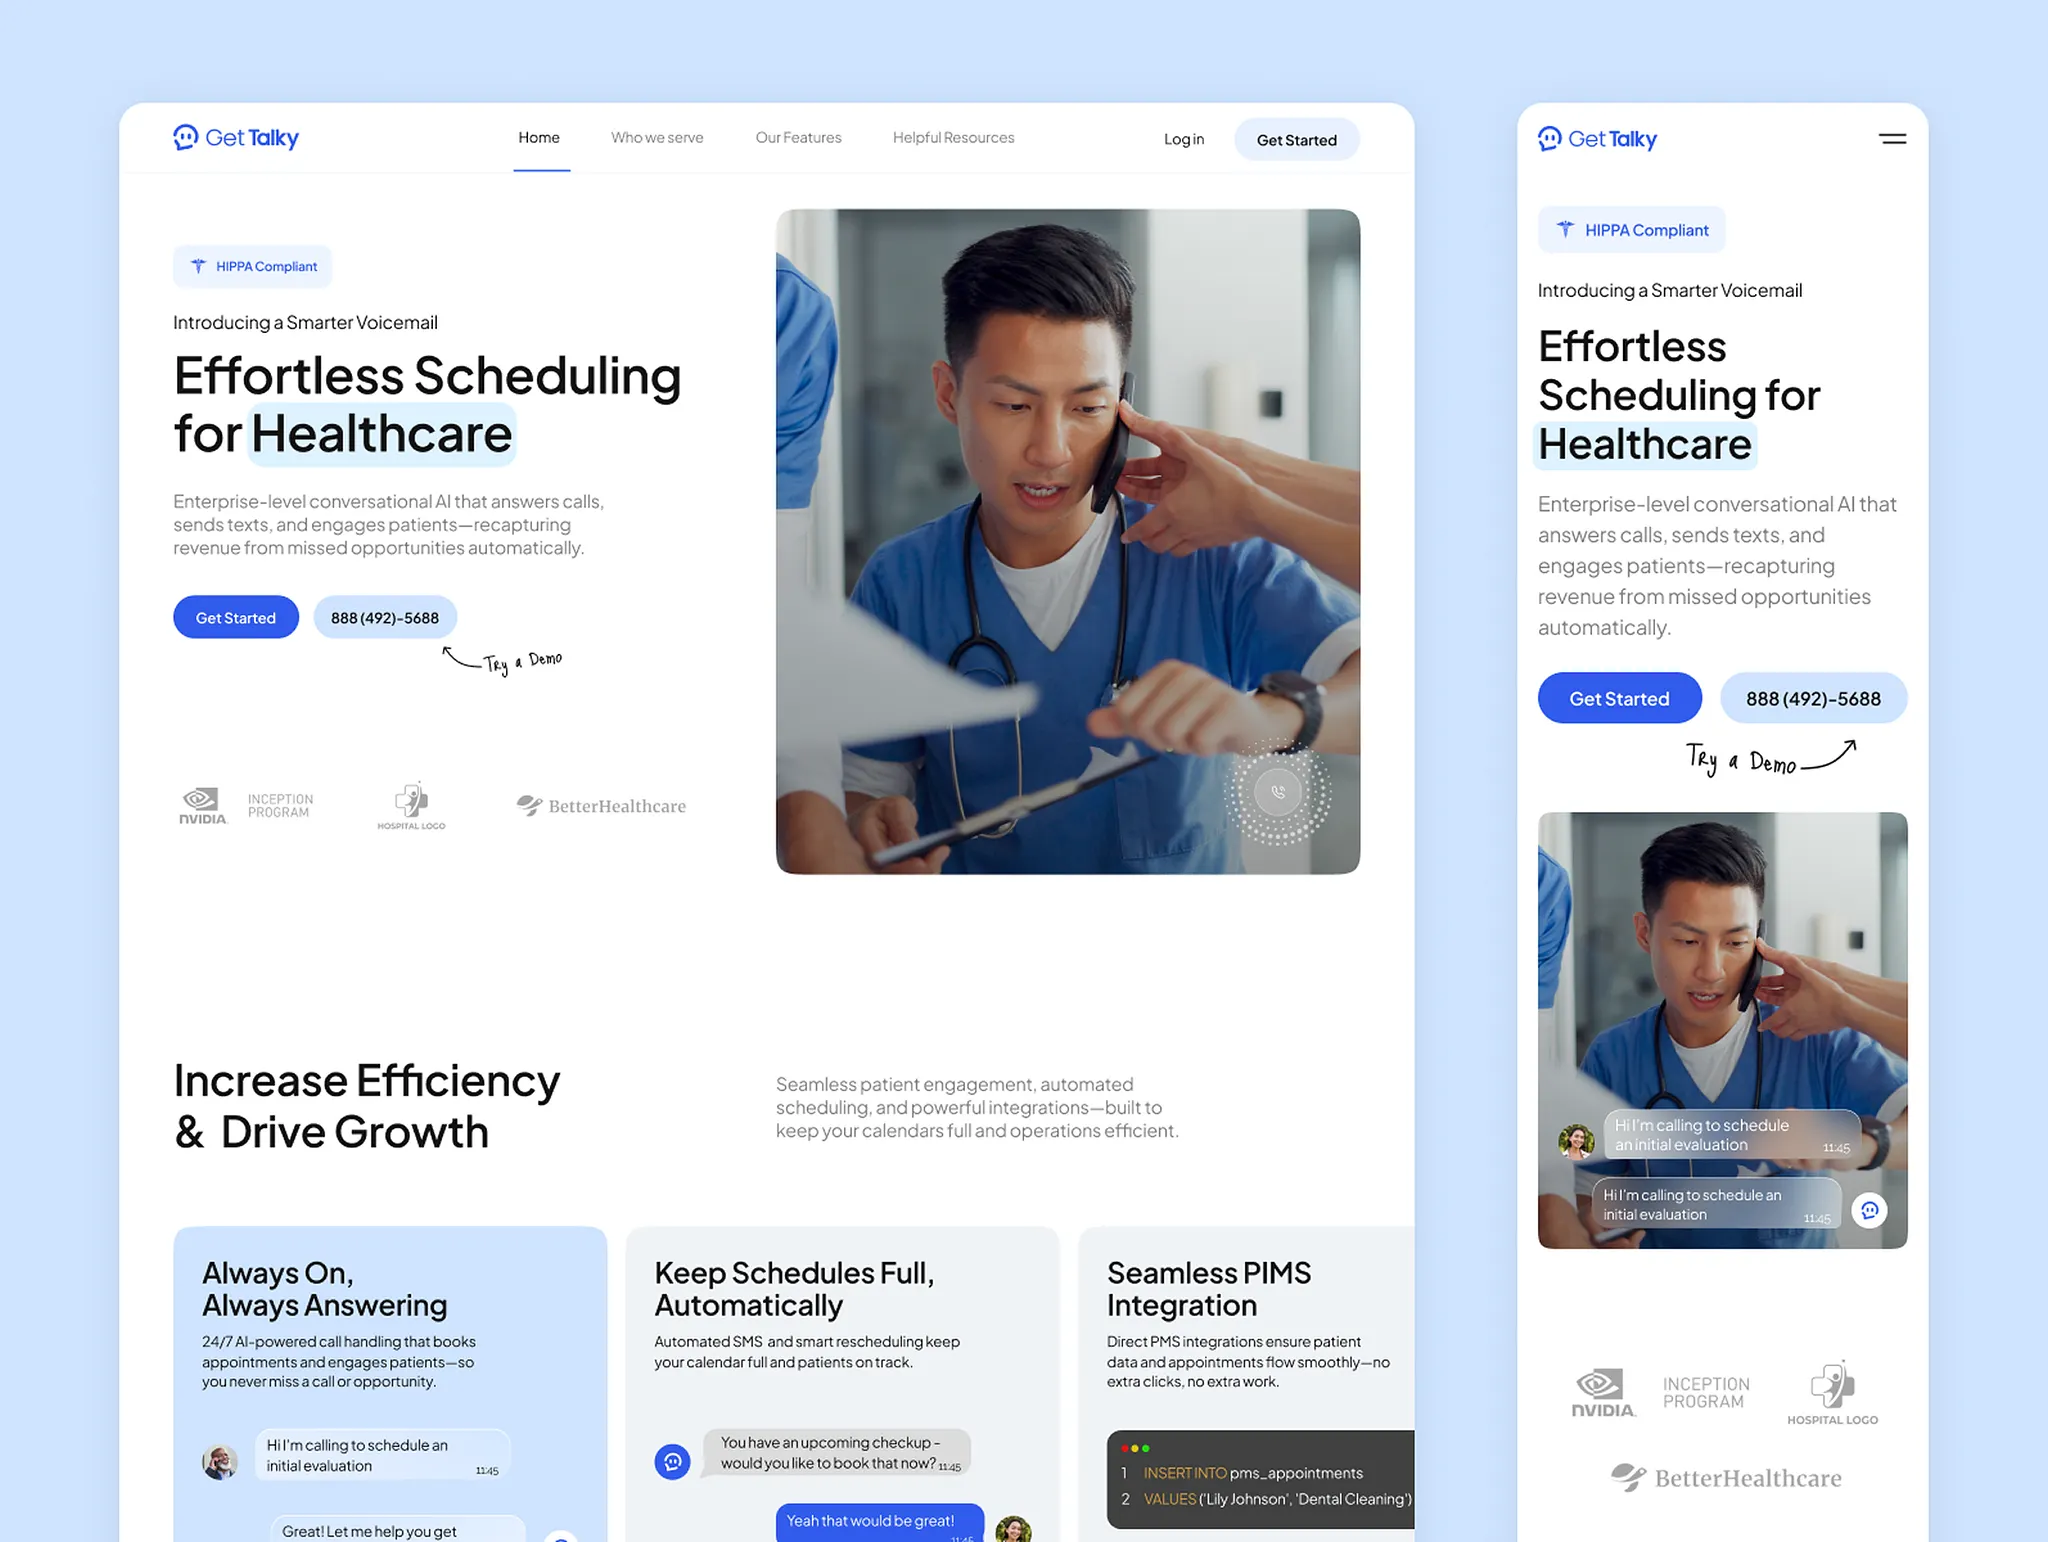 Get Talky
Home
Who we serve
Our Features
Helpful Resources
Log in
Get Started
HIPPA Compliant
Introducing a Smarter Voicemail
Effortless Scheduling
for Healthcare
Enterprise-level conversational AI that answers calls,
sends texts, and engages patients—recapturing
revenue from missed opportunities automatically.
Get Started
888 (492)-5688
Try a Demo
NVIDIA.
INCEPTION
PROGRAM
HOSPITAL LOGO
BetterHealthcare
Increase Efficiency
& Drive Growth
Seamless patient engagement, automated
scheduling, and powerful integrations—built to
keep your calendars full and operations efficient.
Always On,
Always Answering
24/7 AI-powered call handling that books
appointments and engages patients—so
you never miss a call or opportunity.
Hi I'm calling to schedule an
initial evaluation
11:45
Great! Let me help you get
Keep Schedules Full,
Automatically
Automated SMS and smart rescheduling keep
your calendar full and patients on track.
You have an upcoming checkup -
would you like to book that now? 11:45
Yeah that would be great!
11:45
Seamless PIMS
Integration
Direct PMS integrations ensure patient
data and appointments flow smoothly—no
extra clicks, no extra work.
1 INSERT INTO pms_appointments
2 VALUES ('Lily Johnson', 'Dental Cleaning')
Get Talky
HIPPA Compliant
Introducing a Smarter Voicemail
Effortless
Scheduling for
Healthcare
Enterprise-level conversational AI that
answers calls, sends texts, and
engages patients—recapturing
revenue from missed opportunities
automatically.
Get Started
888 (492)-5688
Try a Demo
Hi I'm calling to schedule
an initial evaluation
11:45
Hi I'm calling to schedule an
initial evaluation
11:45
NVIDIA.
INCEPTION
PROGRAM
HOSPITAL LOGO
BetterHealthcare